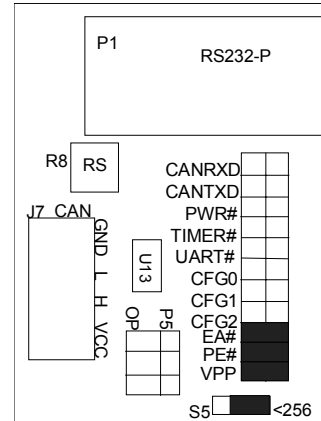 P1
RS232-P
R8
RS
J7 CAN
GND
L
H
VCC
U13
OP
P5
CANRXD
CANTXD
PWR#
TIMER#
UART#
CFG0
CFG1
CFG2
EA#
PE#
VPP
S5
<256